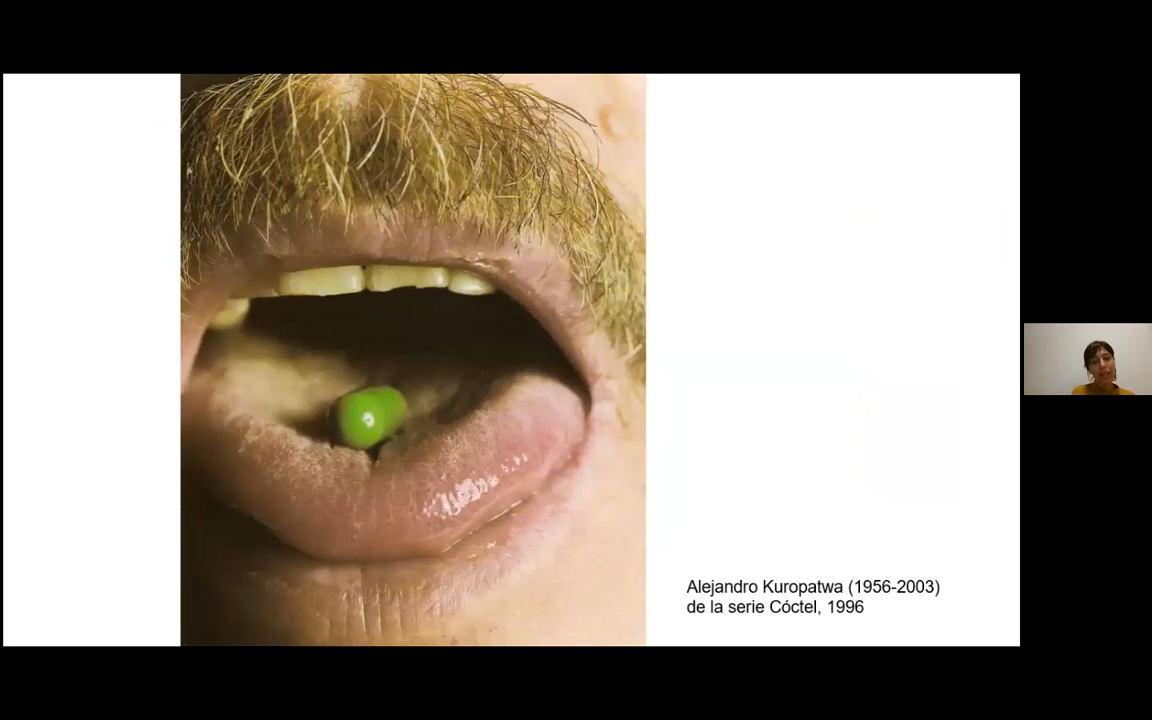 Alejandro Kuropatwa (1956-2003)
de la serie Cóctel, 1996